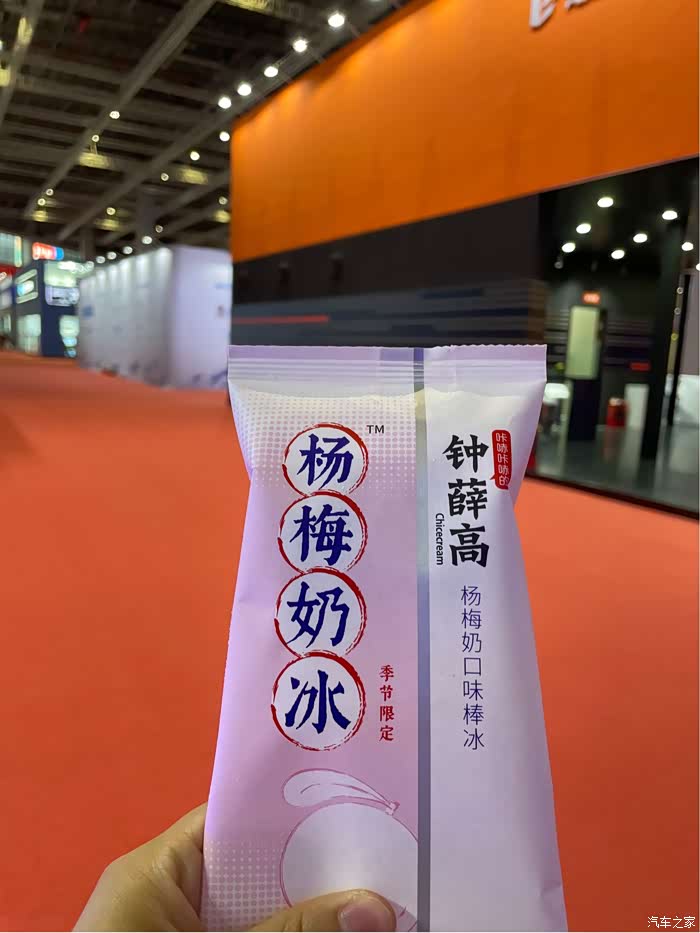 杨梅奶冰
TM
季节限定
咔哧咔哧的
钟薛高
Chicecream
杨梅奶口味棒冰
汽车之家